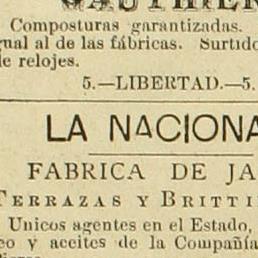 Composturas garantizadas.
gual al de las fábricas. Surtido
de relojes.
5.—LIBERTAD.—5.
LA NACIONA
FABRICA DE JA
TERRAZAS Y BRITTI
Unicos agentes en el Estado,
eo y aceites de la Compañía